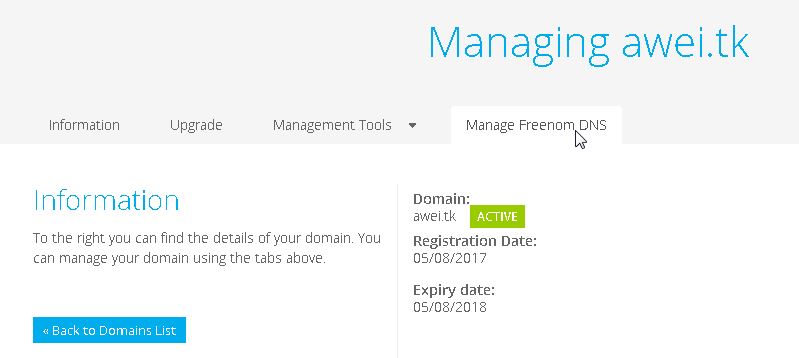 Managing awei.tk
Information
Upgrade
Management Tools
Manage Freenom DNS
Information
To the right you can find the details of your domain. You
can manage your domain using the tabs above.
« Back to Domains List
Domain:
awei.tk ACTIVE
Registration Date:
05/08/2017
Expiry date:
05/08/2018